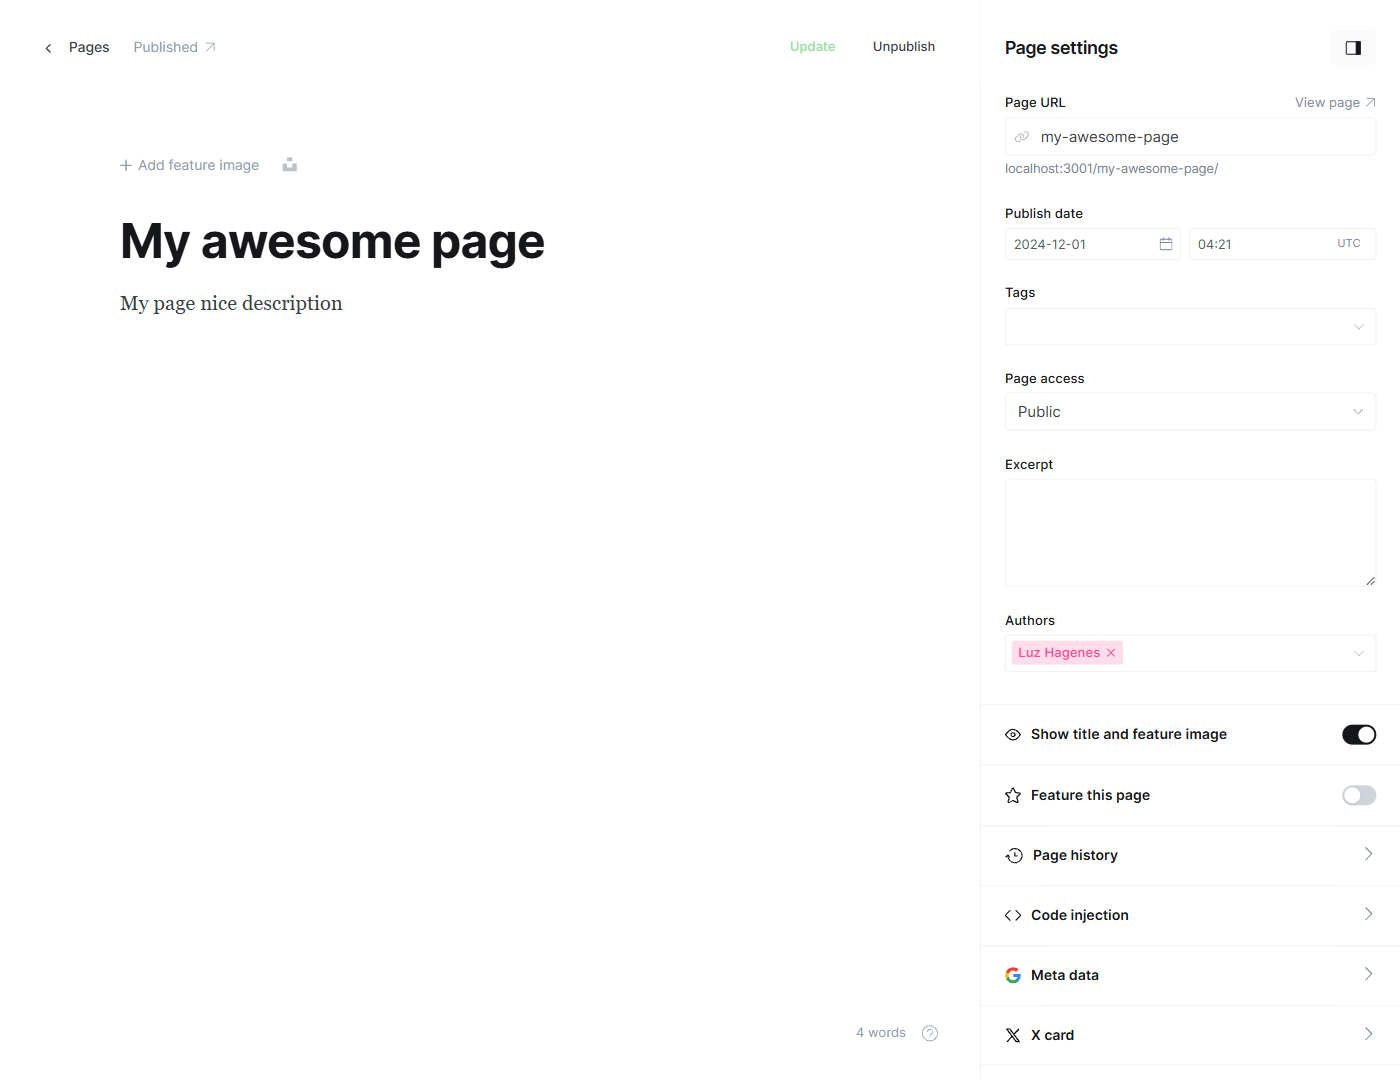 Pages
Published
Update
Unpublish
Add feature image
My awesome page
My page nice description
4 words
Page settings
Page URL
View page
my-awesome-page
localhost:3001/my-awesome-page/
Publish date
2024-12-01
04:21
UTC
Tags
Page access
Public
Excerpt
Authors
Luz Hagenes
Show title and feature image
Feature this page
Page history
Code injection
Meta data
X card